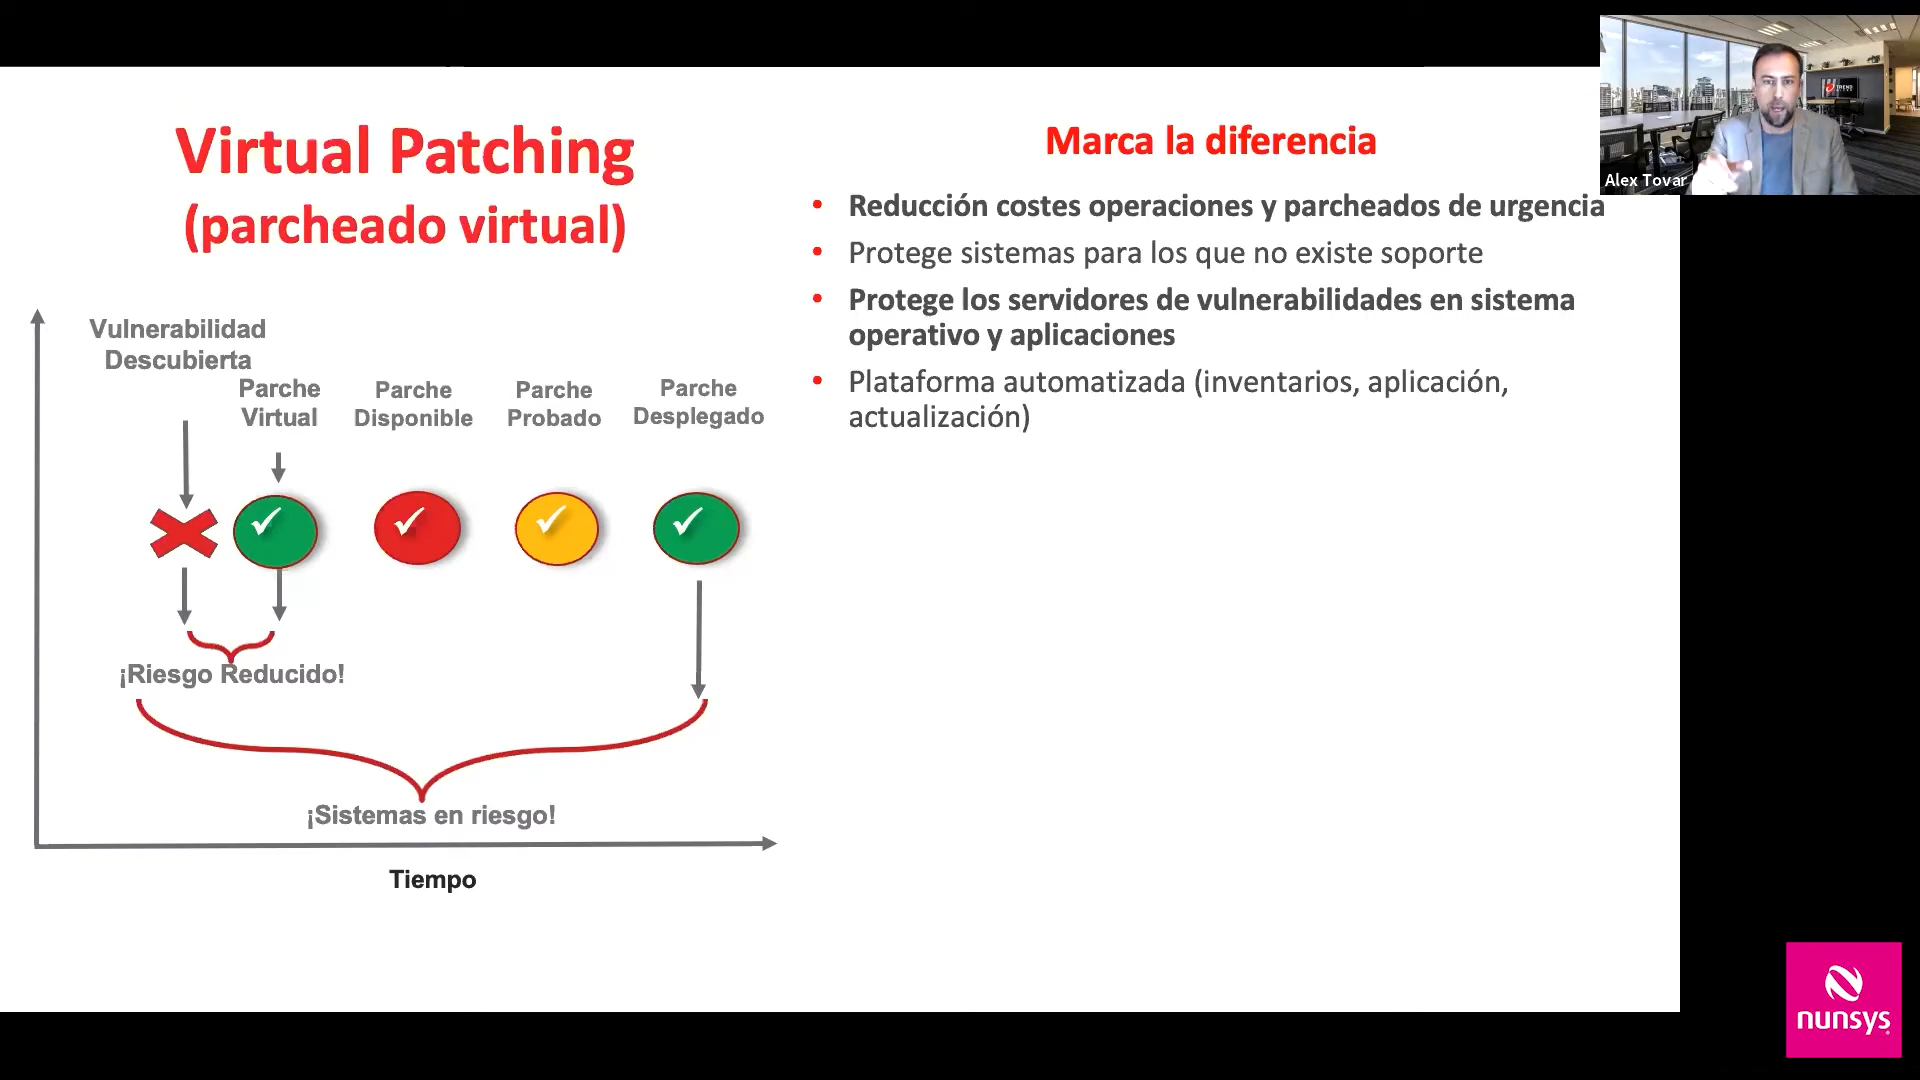 Virtual Patching
(parcheado virtual)
Vulnerabilidad
Descubierta
Parche
Virtual
Parche
Disponible
Parche
Probado
Parche
Desplegado
¡Riesgo Reducido!
¡Sistemas en riesgo!
Tiempo
Marca la diferencia
• Reducción costes operaciones y parcheados de urgencia
• Protege sistemas para los que no existe soporte
• Protege los servidores de vulnerabilidades en sistema
operativo y aplicaciones
• Plataforma automatizada (inventarios, aplicación,
actualización)
TREND
Alex Tovar
nunsys